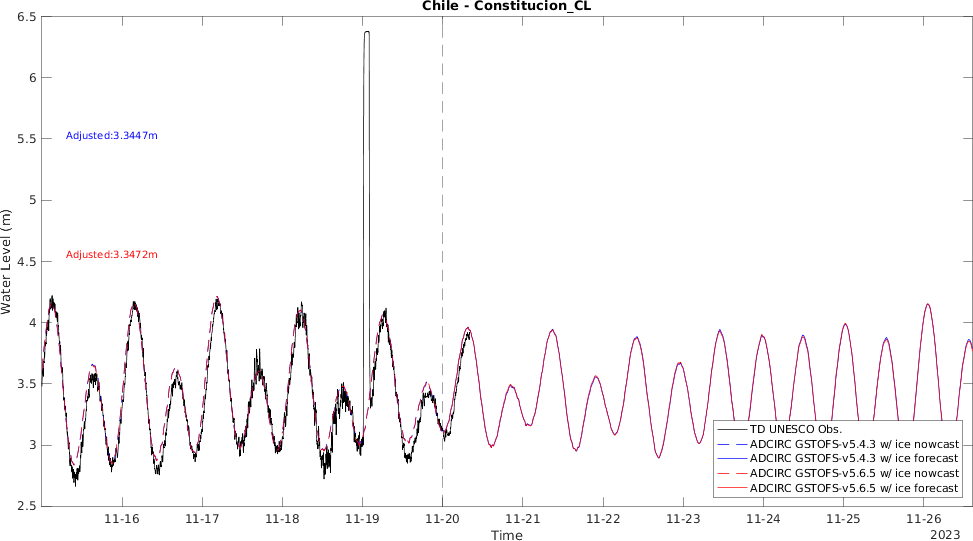 Chile - Constitucion_CL
6.5
6
5.5
5
4.5
4
3.5
3
2.5
Water Level (m)
Adjusted:3.3447m
Adjusted:3.3472m
TD UNESCO Obs.
ADCIRC GSTOFS-v5.4.3 w/ ice nowcast
ADCIRC GSTOFS-v5.4.3 w/ ice forecast
ADCIRC GSTOFS-v5.6.5 w/ ice nowcast
ADCIRC GSTOFS-v5.6.5 w/ ice forecast
11-16 11-17 11-18 11-19 11-20 11-21 11-22 11-23 11-24 11-25 11-26
Time
2023